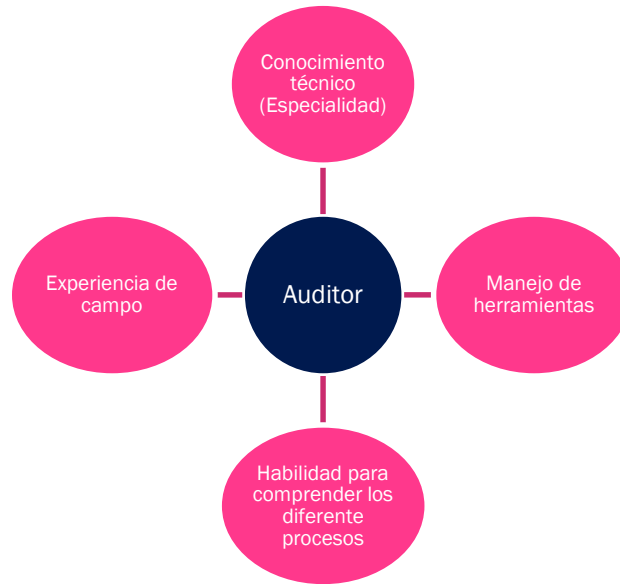 Conocimiento
técnico
(Especialidad)
Experiencia de
campo
Auditor
Manejo de
herramientas
Habilidad para
comprender los
diferente
procesos